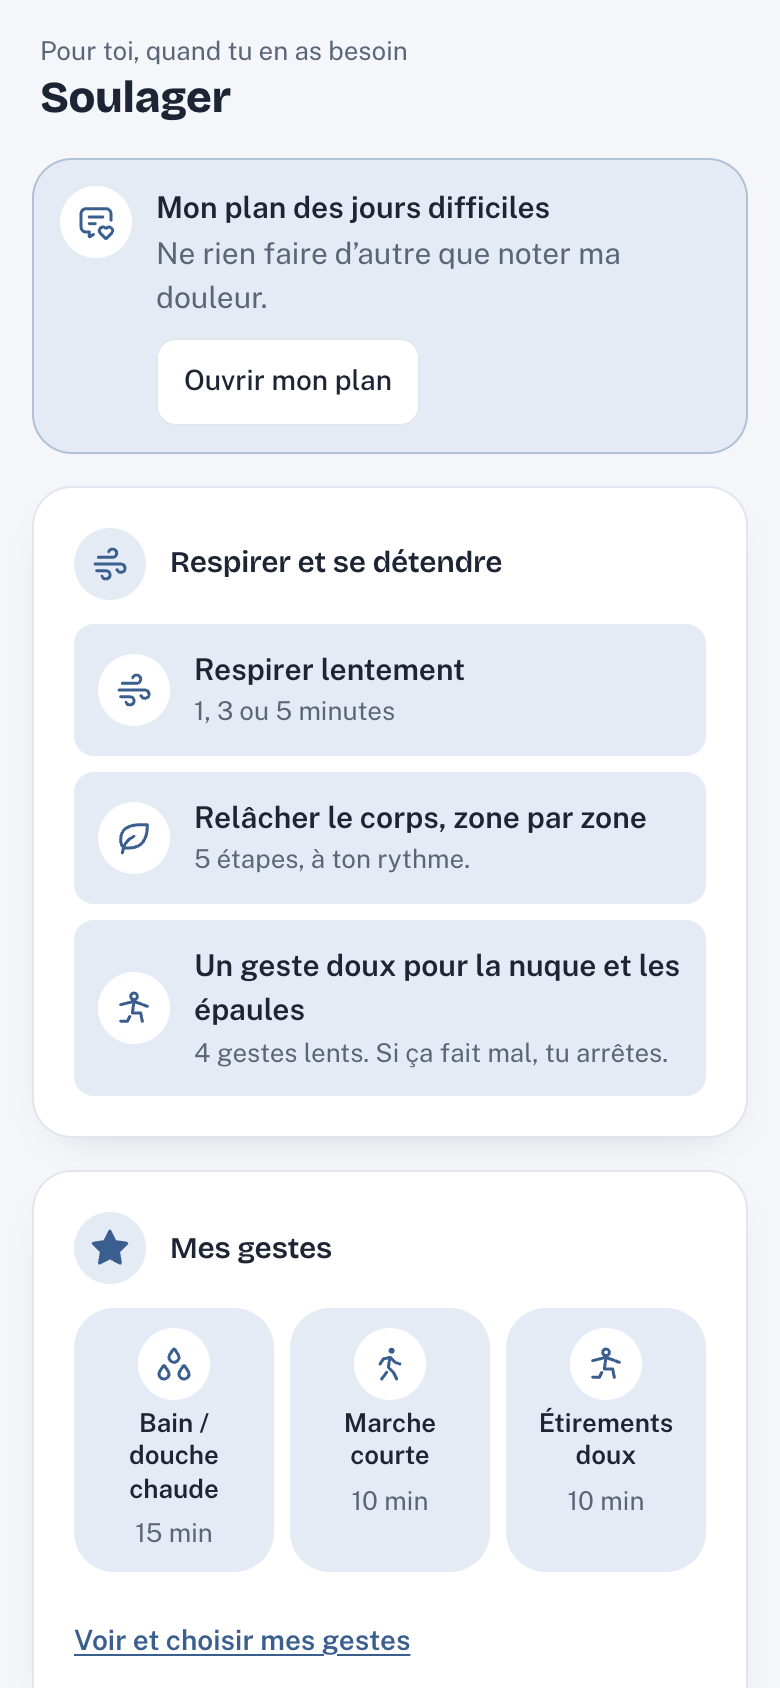 Pour toi, quand tu en as besoin
Soulager
Mon plan des jours difficiles
Ne rien faire d’autre que noter ma
douleur.
Ouvrir mon plan
Respirer et se détendre
Respirer lentement
1, 3 ou 5 minutes
Relâcher le corps, zone par zone
5 étapes, à ton rythme.
Un geste doux pour la nuque et les
épaules
4 gestes lents. Si ça fait mal, tu arrêtes.
Mes gestes
Bain /
douche
chaude
15 min
Marche
courte
10 min
Étirements
doux
10 min
Voir et choisir mes gestes